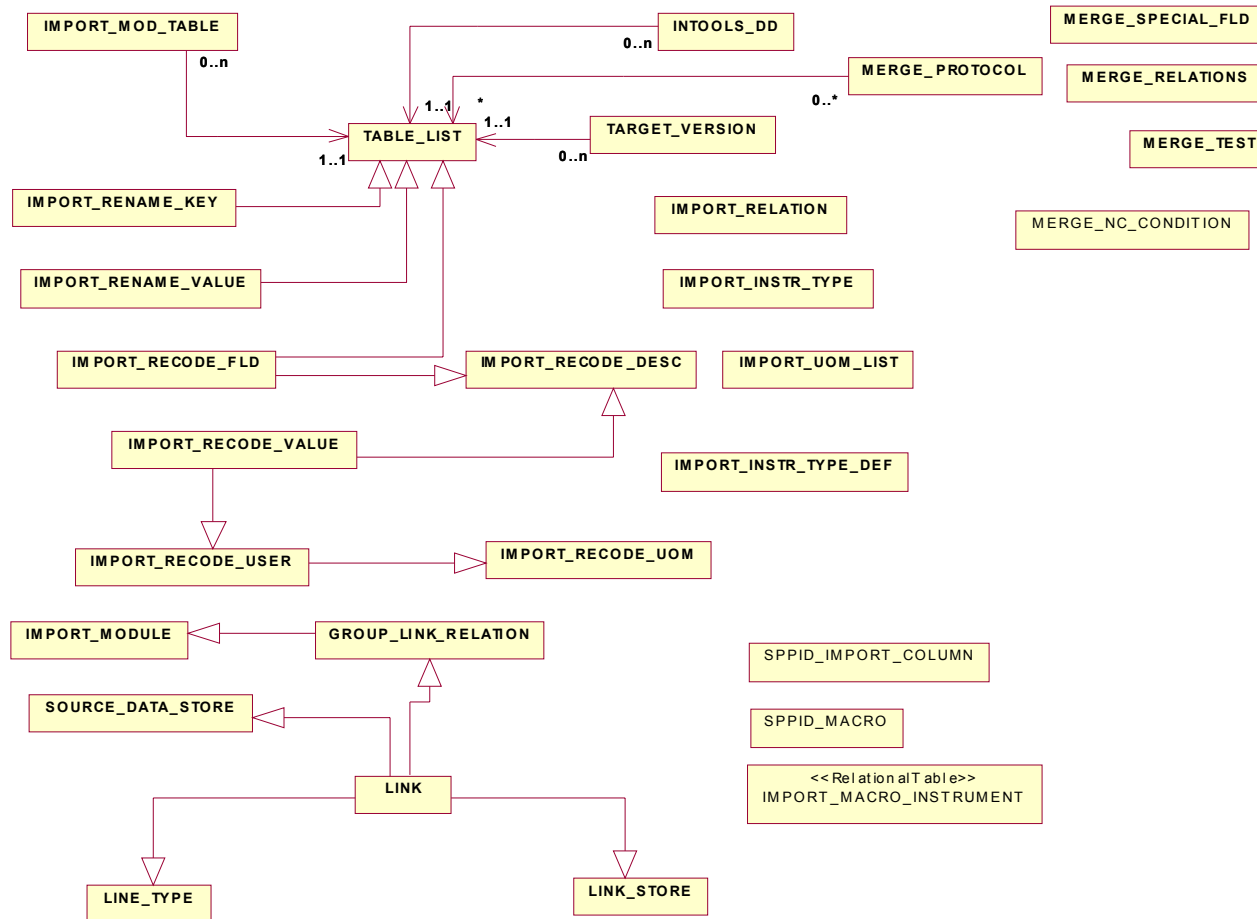 IMPORT_MOD_TABLE
INTOOLS_DD
MERGE_SPECIAL_FLD
0..n
0..n
MERGE_PROTOCOL
MERGE_RELATIONS
0..*
1..1
*
1..1
TABLE_LIST
TARGET_VERSION
MERGE_TEST
1..1
0..n
IMPORT_RENAME_KEY
IMPORT_RELATION
MERGE_NC_CONDITION
IMPORT_RENAME_VALUE
IMPORT_INSTR_TYPE
IMPORT_RECODE_FLD
IMPORT_RECODE_DESC
IMPORT_UOM_LIST
IMPORT_RECODE_VALUE
IMPORT_INSTR_TYPE_DEF
IMPORT_RECODE_USER
IMPORT_RECODE_UOM
IMPORT_MODULE
GROUP_LINK_RELATION
SPPID_IMPORT_COLUMN
SOURCE_DATA_STORE
SPPID_MACRO
<<RelationalTable>>
IMPORT_MACRO_INSTRUMENT
LINK
LINE_TYPE
LINK_STORE